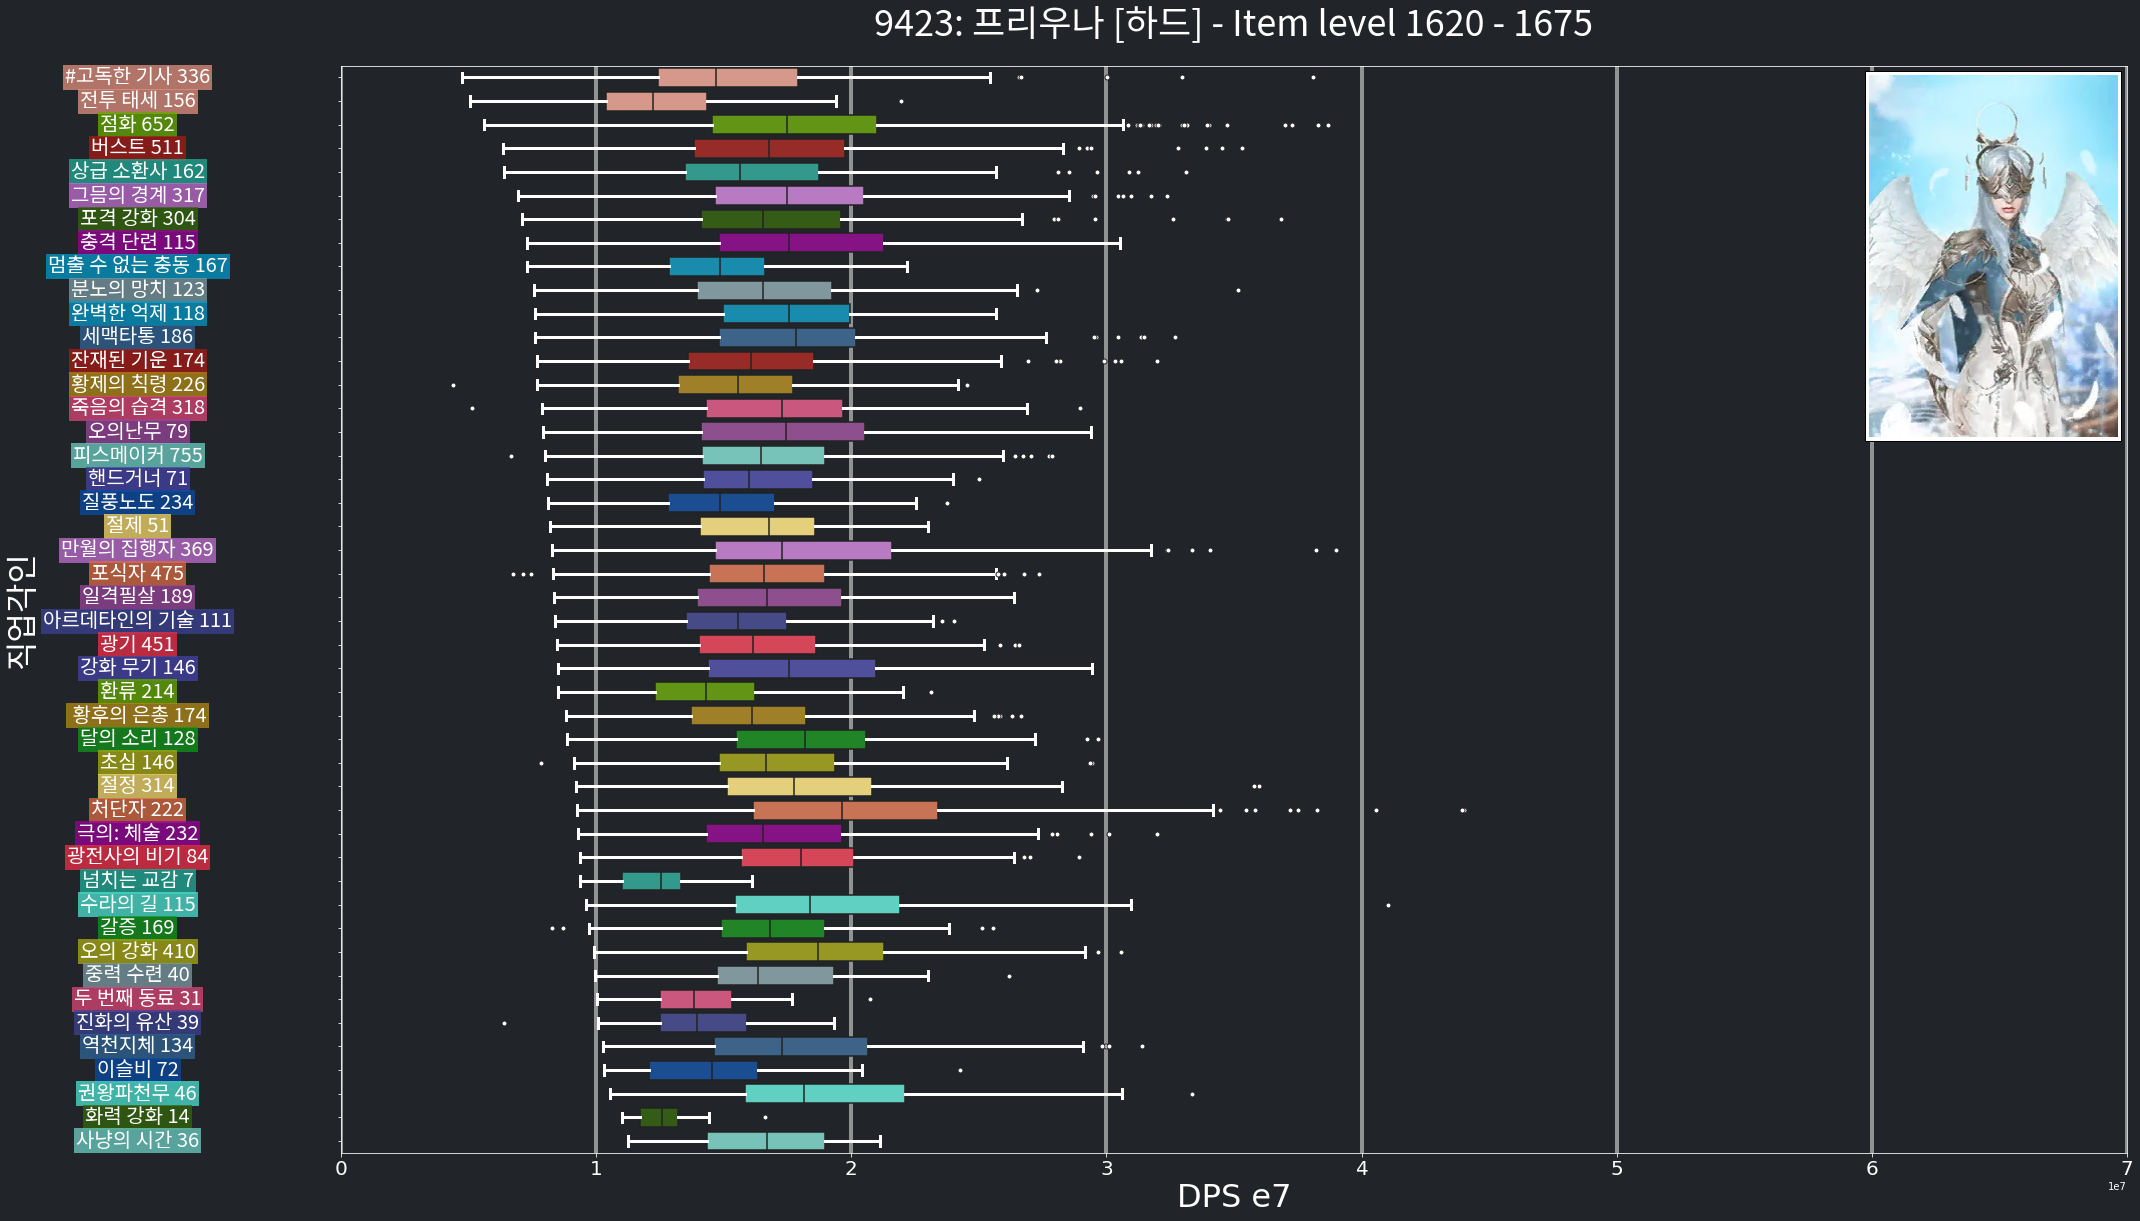 9423: 프리우나 [하드] - Item level 1620 - 1675
직업각인
#고독한 기사 336
전투 태세 156
점화 652
버스트 511
상급 소환사 162
그믐의 경계 317
포격 강화 304
충격 단련 115
멈출 수 없는 충동 167
분노의 망치 123
완벽한 억제 118
세맥타통 186
잔재된 기운 174
황제의 칙령 226
죽음의 습격 318
오의난무 79
피스메이커 755
핸드거너 71
질풍노도 234
절제 51
만월의 집행자 369
포식자 475
일격필살 189
아르데타인의 기술 111
광기 451
강화 무기 146
환류 214
황후의 은총 174
달의 소리 128
초심 146
절정 314
처단자 222
극의: 체술 232
광전사의 비기 84
넘치는 교감 7
수라의 길 115
갈증 169
오의 강화 410
중력 수련 40
두 번째 동료 31
진화의 유산 39
역천지체 134
이슬비 72
권왕파천무 46
화력 강화 14
사냥의 시간 36
0 1 2 3 4 5 6 7
1e7
DPS e7